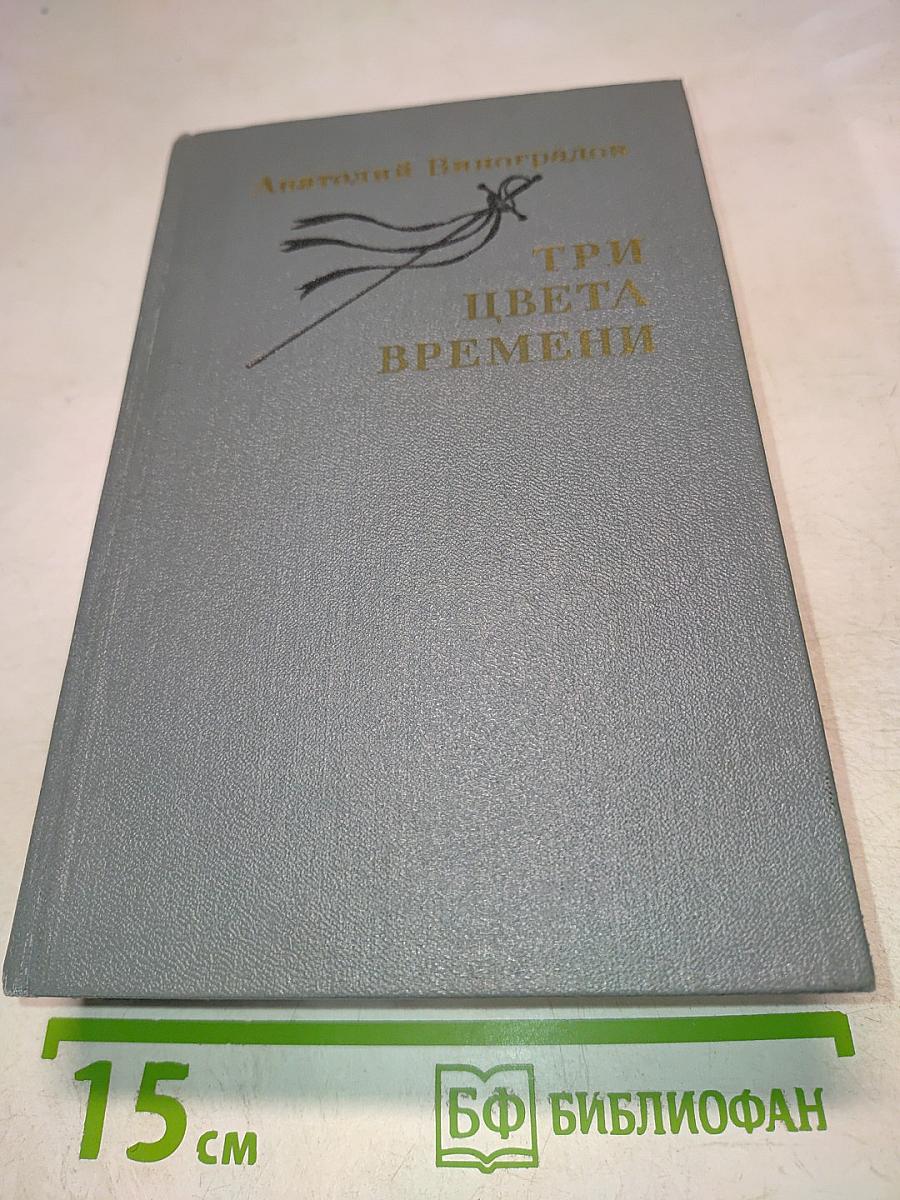 Анатолий Виноградов
ТРИ
ЦВЕТА
ВРЕМЕНИ
15 см
БФ БИБЛИОФАН